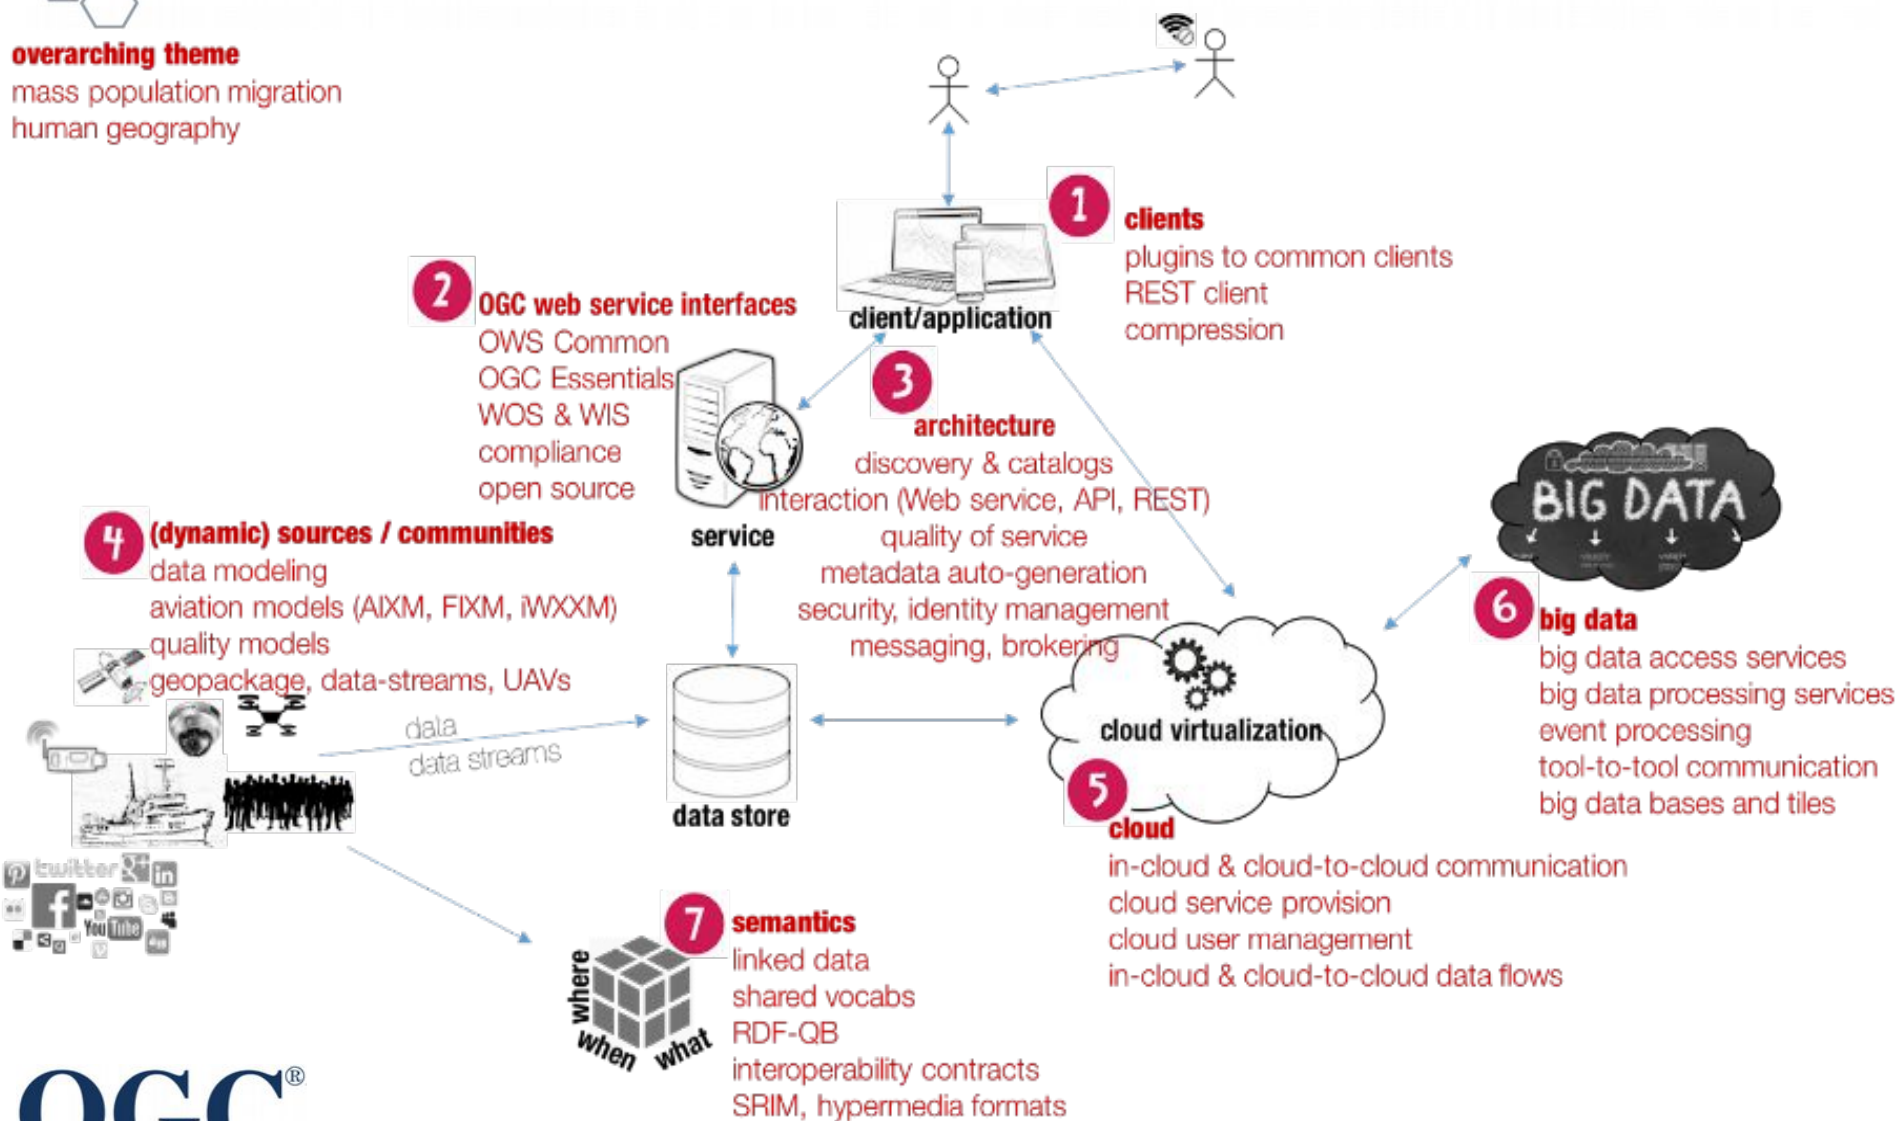 overarching theme
mass population migration
human geography
1
clients
plugins to common clients
REST client
compression
client/application
2
OGC web service interfaces
OWS Common
OGC Essentials
WOS & WIS
compliance
open source
service
3
architecture
discovery & catalogs
interaction (Web service, API, REST)
quality of service
metadata auto-generation
security, identity management
messaging, brokering
4
(dynamic) sources / communities
data modeling
aviation models (AIXM, FIXM, iWXXM)
quality models
geopackage, data-streams, UAVs
data
data streams
data store
cloud virtualization
5
cloud
in-cloud & cloud-to-cloud communication
cloud service provision
cloud user management
in-cloud & cloud-to-cloud data flows
BIG DATA
6
big data
big data access services
big data processing services
event processing
tool-to-tool communication
big data bases and tiles
twitter
in
f
You Tube
7
semantics
linked data
shared vocabs
RDF-QB
interoperability contracts
SRIM, hypermedia formats
where
when
what
OGC®